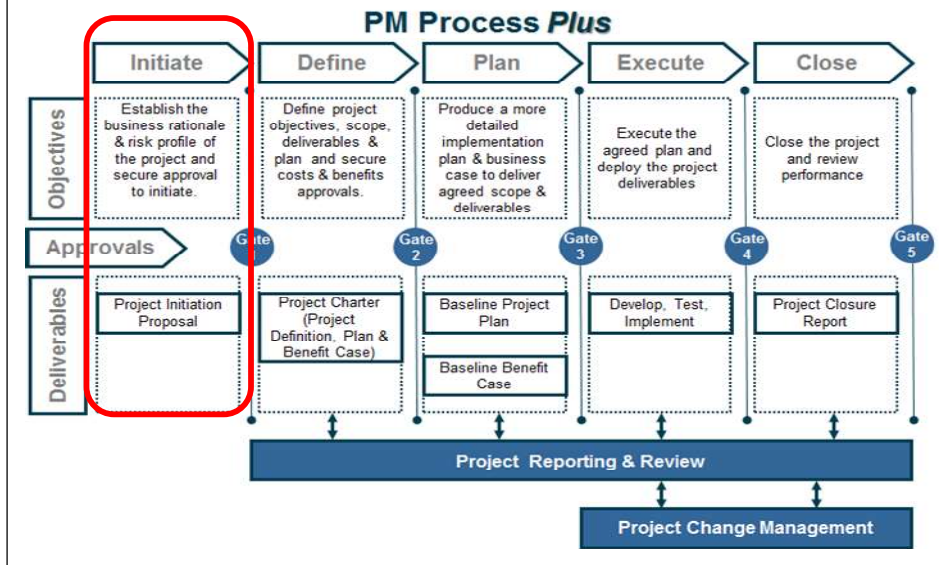 PM Process Plus
Initiate
Define
Plan
Execute
Close
Objectives
Establish the
business rationale
& risk profile of
the project and
secure approval
to initiate.
Define project
objectives, scope,
deliverables &
plan and secure
costs & benefits
approvals.
Produce a more
detailed
implementation
plan & business
case to deliver
agreed scope &
deliverables
Execute the
agreed plan and
deploy the project
deliverables
Close the project
and review
performance
Approvals
Gate
Gate
2
Gate
3
Gate
4
Gate
5
Deliverables
Project Initiation
Proposal
Project Charter
(Project
Definition, Plan &
Benefit Case)
Baseline Project
Plan
Baseline Benefit
Case
Develop, Test,
Implement
Project Closure
Report
Project Reporting & Review
Project Change Management